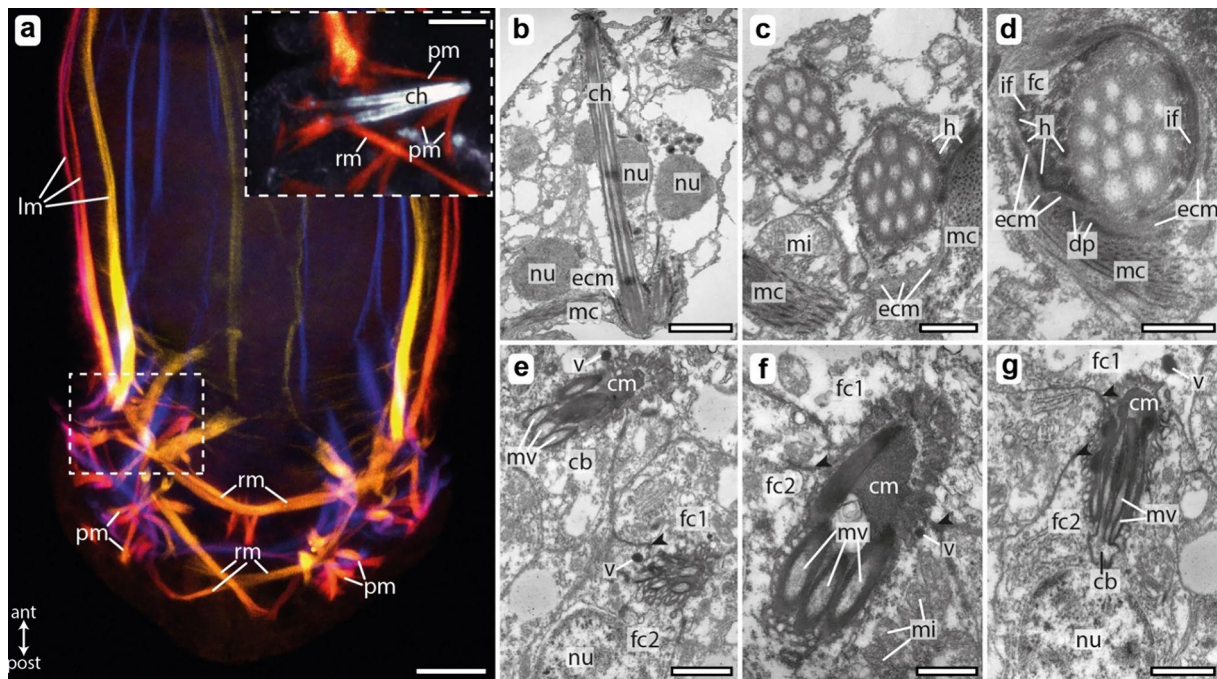 a
pm
ch
rm
pm
lm
rm
pm
rm
pm
ant
post
b
ch
nu
nu
nu
ecm
mc
c
h
mi
mc
mc
ecm
d
if
fc
h
if
ecm
ecm
dp
mc
e
v
cm
mv
cb
fc1
v
fc2
nu
f
fc1
fc2
cm
mv
v
mi
g
fc1
v
cm
fc2
mv
cb
nu